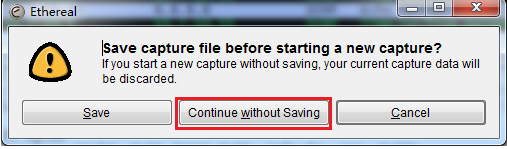 Ethereal
Save capture file before starting a new capture?
If you start a new capture without saving, your current capture data will
be discarded.
Save
Continue without Saving
Cancel